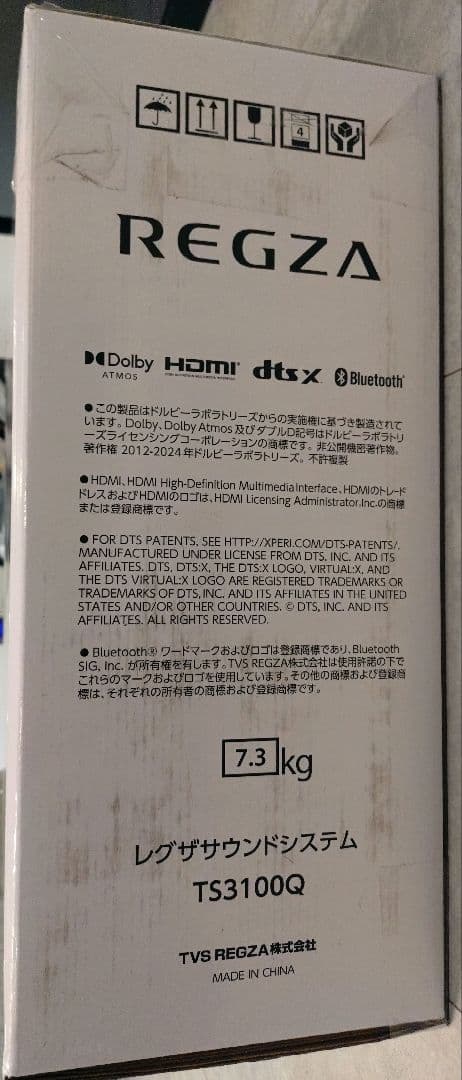 4
REGZA
Dolby ATMOS HDMI dts X Bluetooth®
●この製品はドルビーラボラトリーズからの実施権に基づき製造されて
います。Dolby、Dolby Atmos及びダブルD記号はドルビーラボラトリ
ーズライセンシングコーポレーションの商標です。非公開機密著作物。
著作権 2012-2024年ドルビーラボラトリーズ。不許複製
●HDMI、HDMI High-Definition Multimedia Interface、HDMIのトレード
ドレスおよびHDMIのロゴは、HDMI Licensing Administrator,Inc.の商標
または登録商標です。
● FOR DTS PATENTS, SEE HTTP://XPERI.COM/DTS-PATENTS/.
MANUFACTURED UNDER LICENSE FROM DTS, INC. AND ITS
AFFILIATES. DTS, DTS:X, THE DTS:X LOGO, VIRTUAL:X, AND
THE DTS VIRTUAL:X LOGO ARE REGISTERED TRADEMARKS OR
TRADEMARKS OF DTS, INC. AND ITS AFFILIATES IN THE UNITED
STATES AND/OR OTHER COUNTRIES. © DTS, INC. AND ITS
AFFILIATES. ALL RIGHTS RESERVED.
● Bluetooth® ワードマークおよびロゴは登録商標であり、Bluetooth
SIG, Inc. が所有権を有します。TVS REGZA株式会社は使用許諾の下で
これらのマークおよびロゴを使用しています。その他の商標および登録商
標は、それぞれの所有者の商標および登録商標です。
7.3 kg
レグザサウンドシステム
TS3100Q
TVS REGZA株式会社
MADE IN CHINA